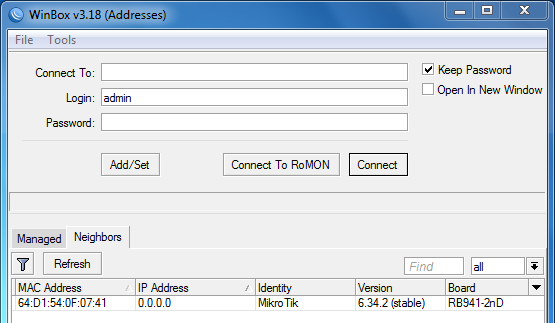 WinBox v3.18 (Addresses)
File Tools
Connect To:
Keep Password
Login: admin
Open In New Window
Password:
Add/Set Connect To RoMON Connect
Managed Neighbors
Refresh Find all
MAC Address IP Address Identity Version Board
64:D1:54:0F:07:41 0.0.0.0 MikroTik 6.34.2 (stable) RB941-2nD